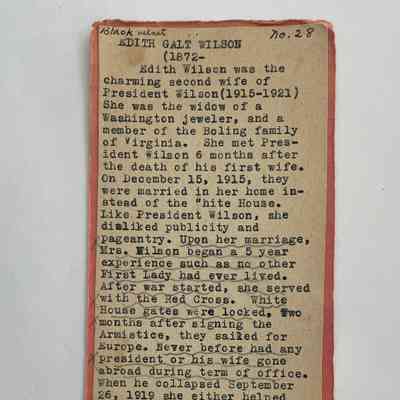 Black velvet no. 28
EDITH GALT WILSON
(1872-
Edith Wilson was the
charming second wife of
President Wilson(1915-1921)
She was the widow of a
Washington jeweler, and a
member of the Boling family
of Virginia. She met Pres-
ident Wilson 6 months after
the death of his first wife.
On December 15, 1915, they
were married in her home in-
stead of the "hite House.
Like President Wilson, she
disliked publicity and
pageantry. Upon her marriage,
Mrs. Wilson began a 5 year
experience such as no other
First Lady had ever lived.
After war started, she served
with the Red Cross. White
House gates were locked, Two
months after signing the
Armistice, they sailed for
Europe. Never before had any
president or his wife gone
abroad during term of office.
When he collapsed September
26, 1919 she either helped